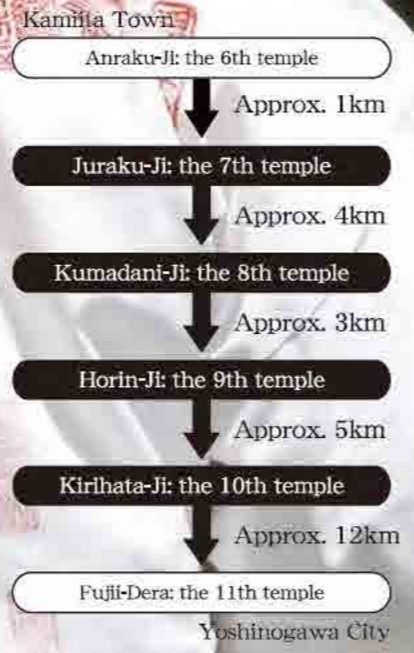 Kamiita Town
Anraku-Ji: the 6th temple
Approx. 1km
Juraku-Ji: the 7th temple
Approx. 4km
Kumadani-Ji: the 8th temple
Approx. 3km
Horin-Ji: the 9th temple
Approx. 5km
Kirihata-Ji: the 10th temple
Approx. 12km
Fujii-Dera: the 11th temple
Yoshinogawa City